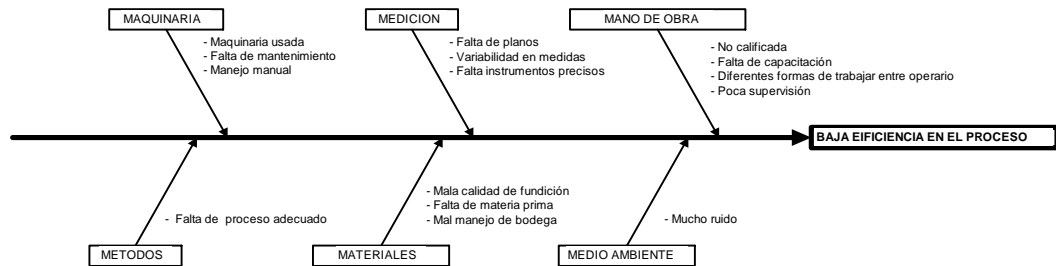 MAQUINARIA
- Maquinaria usada
- Falta de mantenimiento
- Manejo manual
MEDICION
- Falta de planos
- Variabilidad en medidas
- Falta instrumentos precisos
MANO DE OBRA
- No calificada
- Falta de capacitación
- Diferentes formas de trabajar entre operario
- Poca supervisión
BAJA EIFICIENCIA EN EL PROCESO
- Falta de  proceso adecuado
METODOS
- Mala calidad de fundición
- Falta de materia prima
- Mal manejo de bodega
MATERIALES
- Mucho ruido
MEDIO AMBIENTE